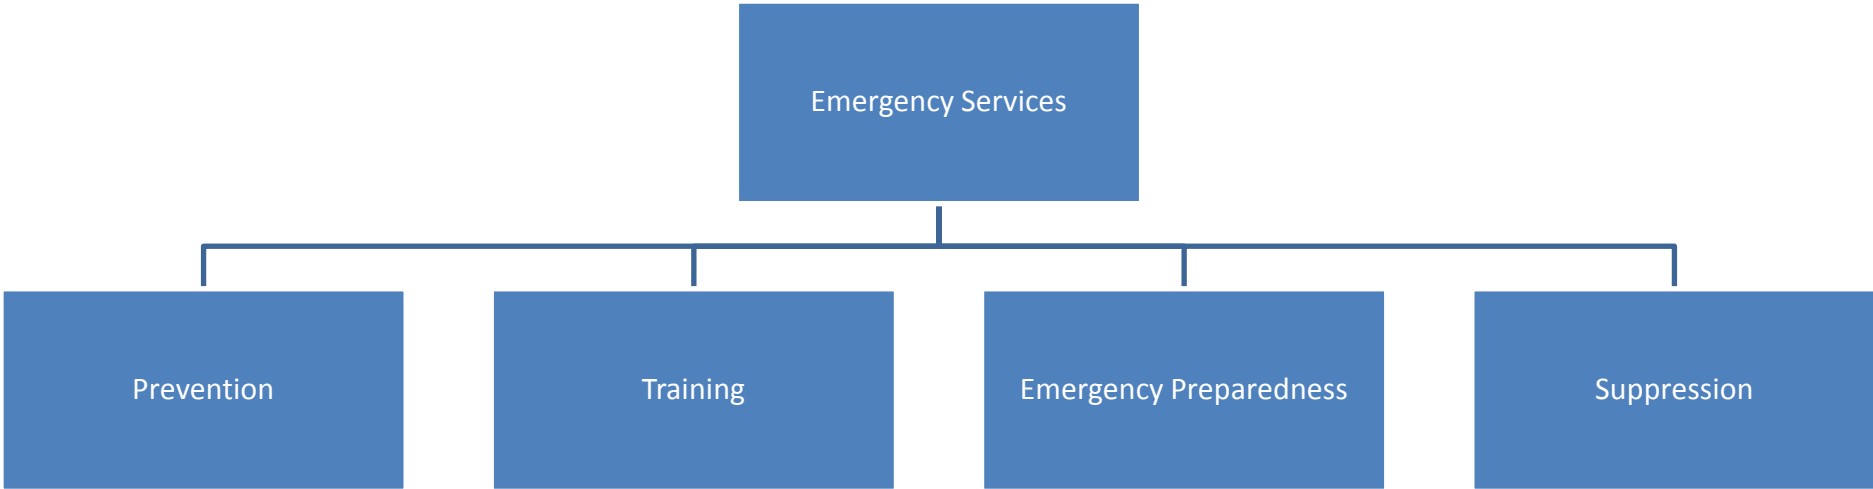 Emergency Services
Prevention
Training
Emergency Preparedness
Suppression